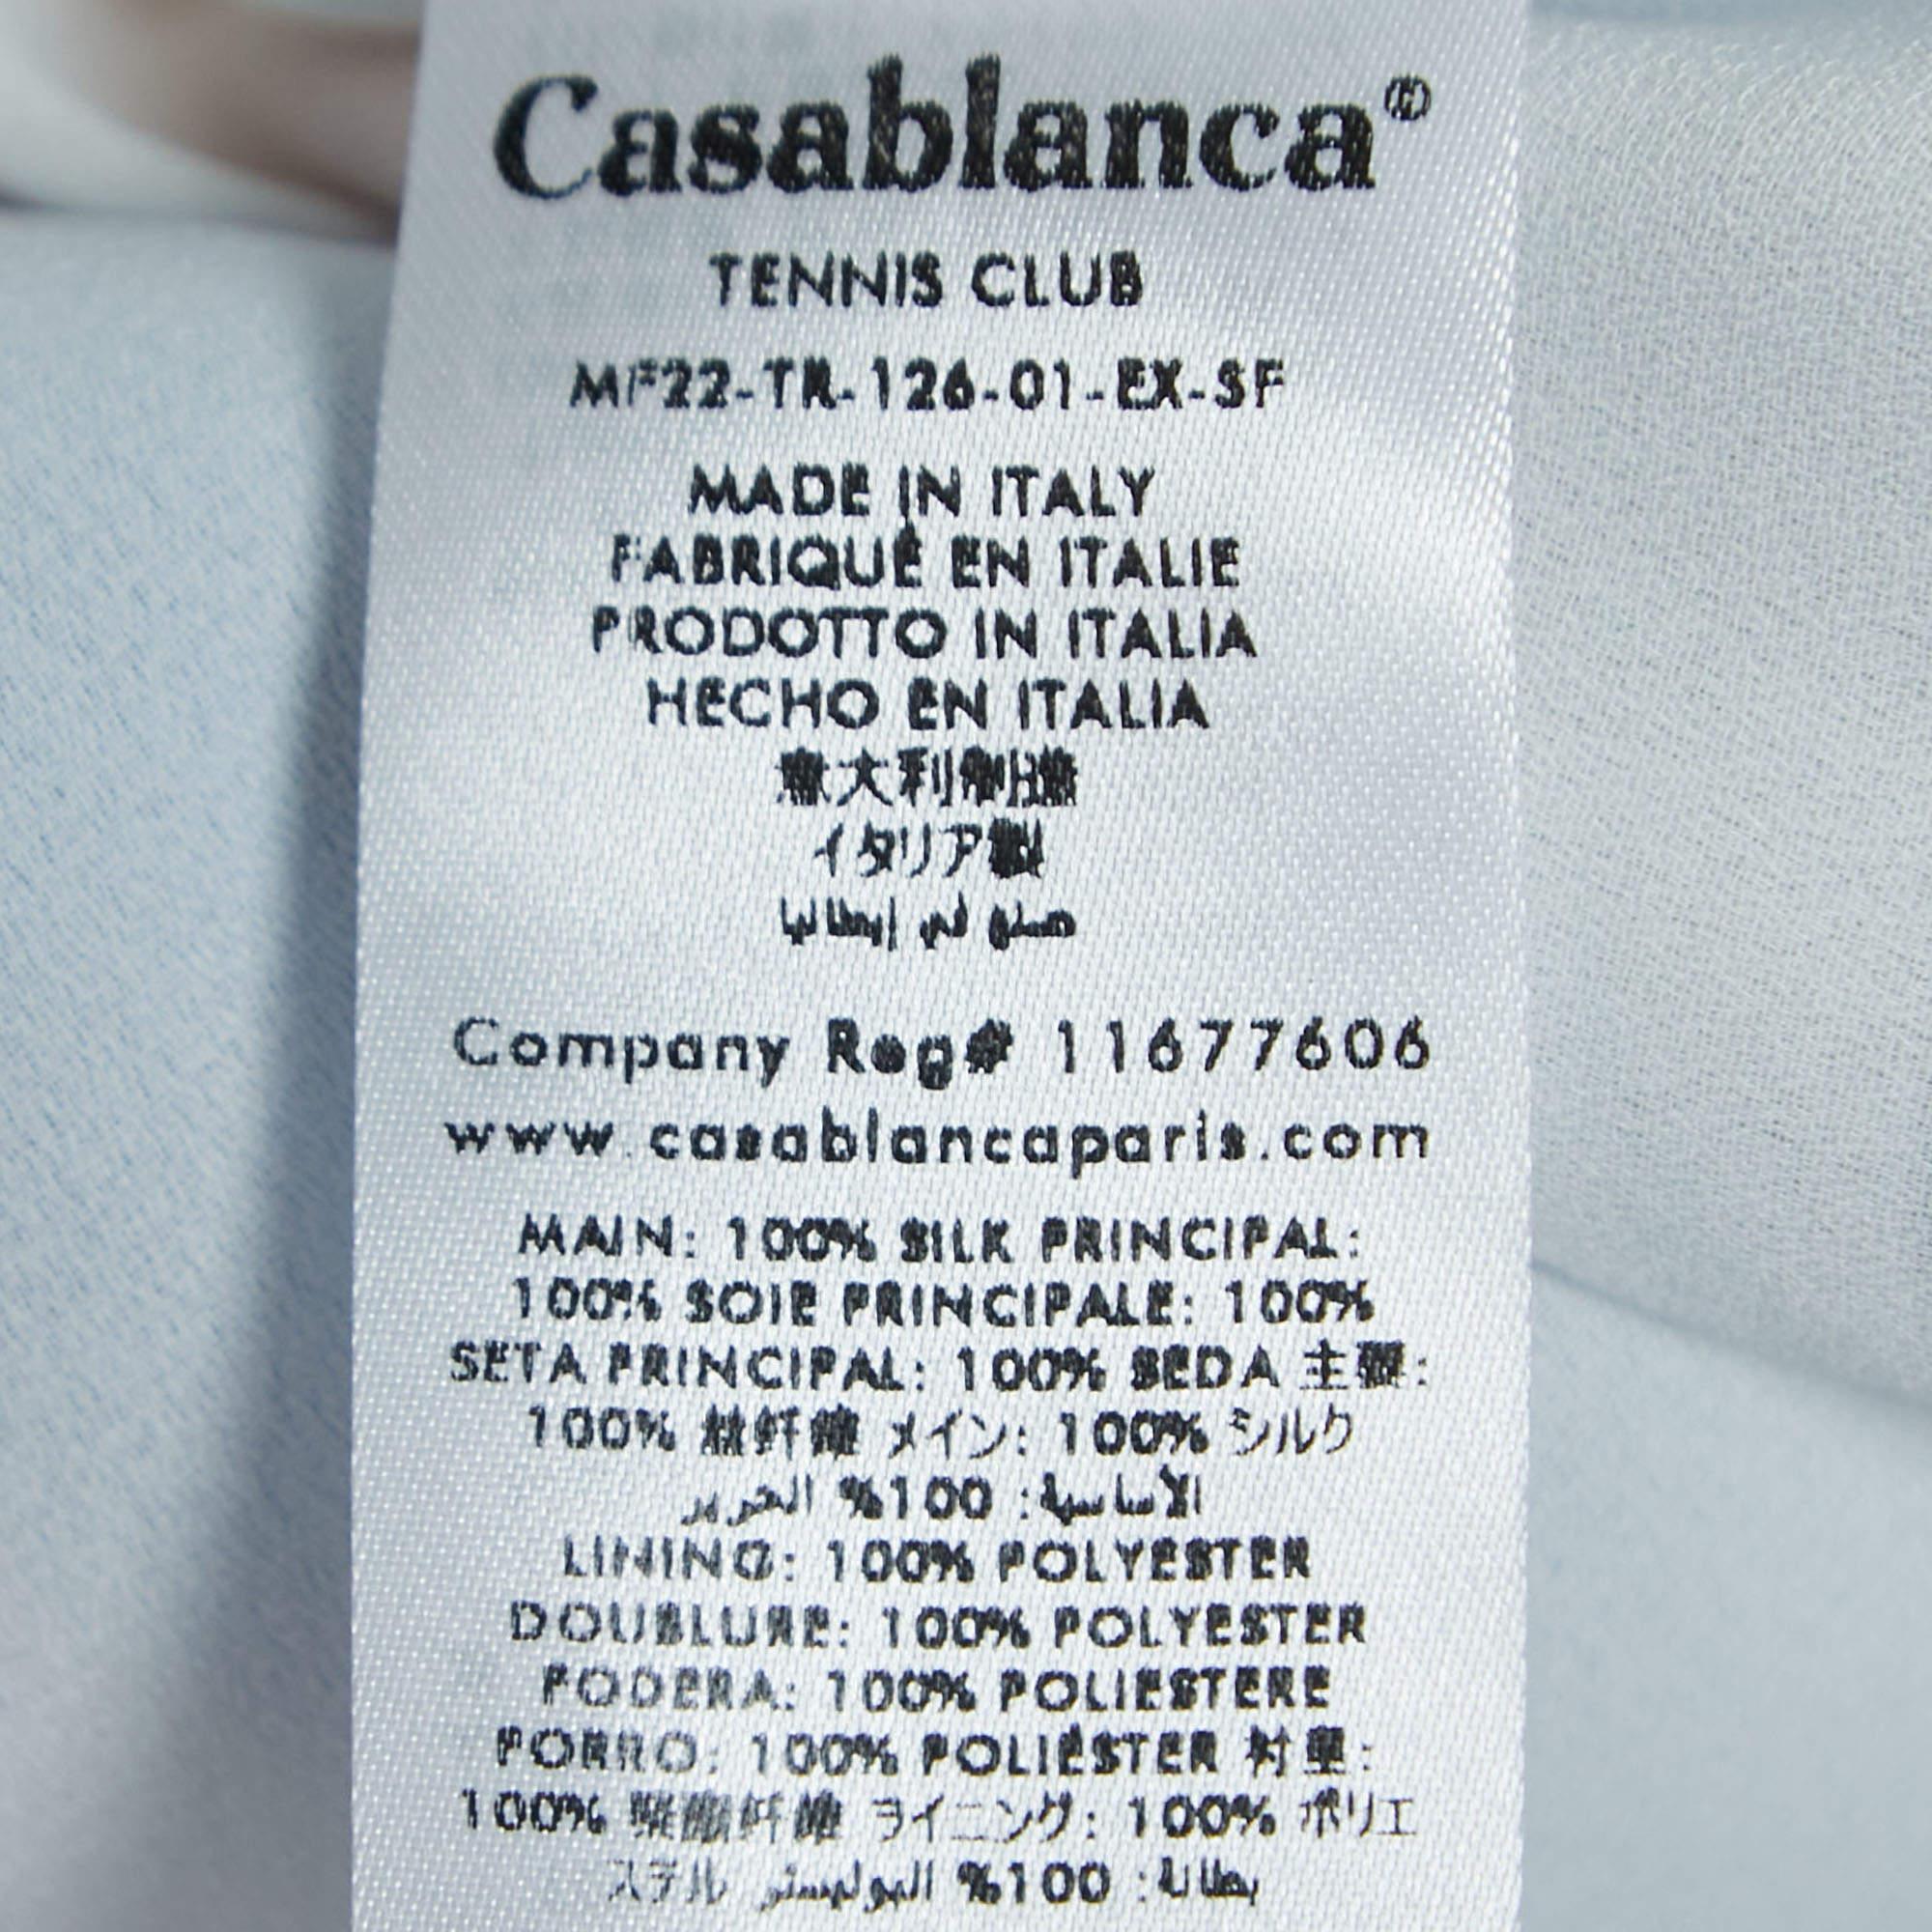 Casablanca®
TENNIS CLUB
MF22-TR-126-01-EX-SF
MADE IN ITALY
FABRIQUÉ EN ITALIE
PRODOTTO IN ITALIA
HECHO EN ITALIA
意大利制造
イタリア製
صنع في إيطاليا
Company Reg# 11677606
www.casablancaparis.com
MAIN: 100% SILK PRINCIPAL:
100% SOIE PRINCIPALE: 100%
SETA PRINCIPAL: 100% SEDA 主要:
100% 丝纤维 メイン: 100% シルク
الأساسية: 100% الحرير
LINING: 100% POLYESTER
DOUBLURE: 100% POLYESTER
FODERA: 100% POLIESTERE
FORRO: 100% POLIÉSTER 衬里:
100% 聚酯纤维 ライニング: 100% ポリエ
ステル بطانة: 100% البوليستر